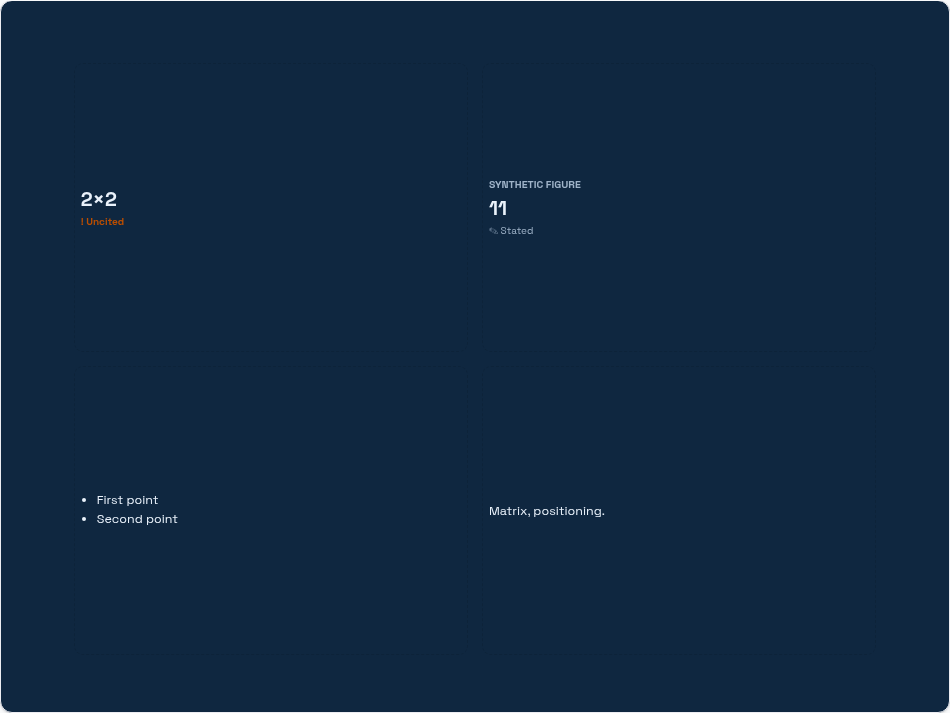 2×2
! Uncited
SYNTHETIC FIGURE
11
✎ Stated
• First point
• Second point
Matrix, positioning.